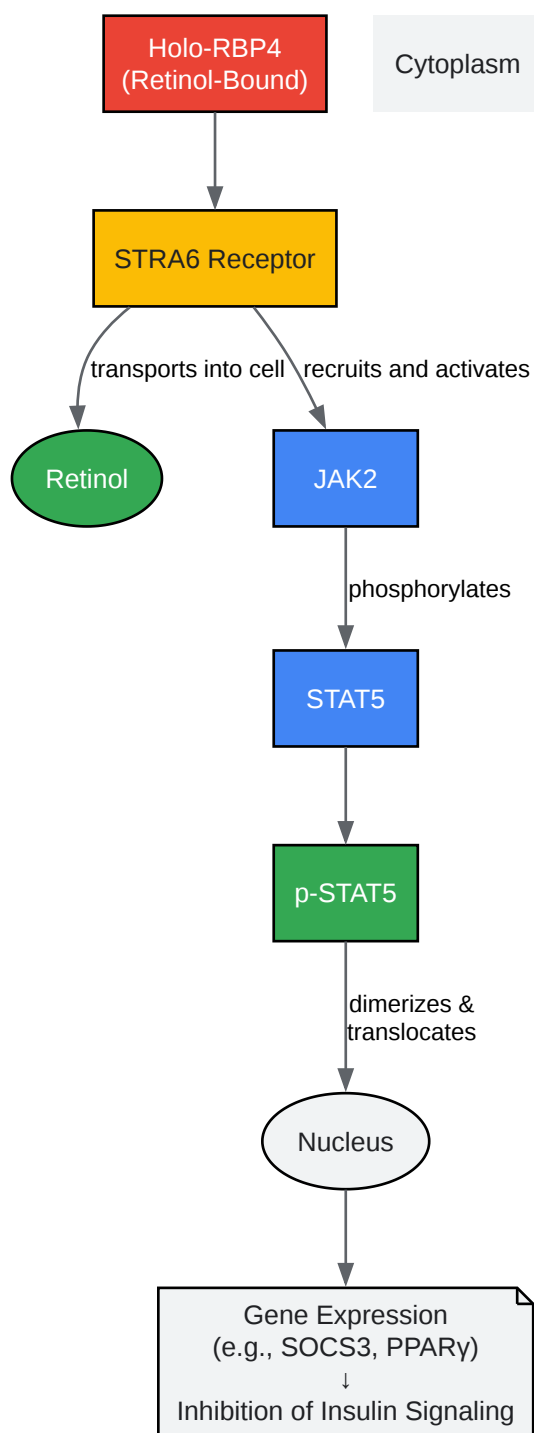 Holo-RBP4
(Retinol-Bound)
Cytoplasm
STRA6 Receptor
transports into cell
recruits and activates
Retinol
JAK2
phosphorylates
STAT5
p-STAT5
dimerizes &
translocates
Nucleus
Gene Expression
(e.g., SOCS3, PPARγ)
↓
Inhibition of Insulin Signaling